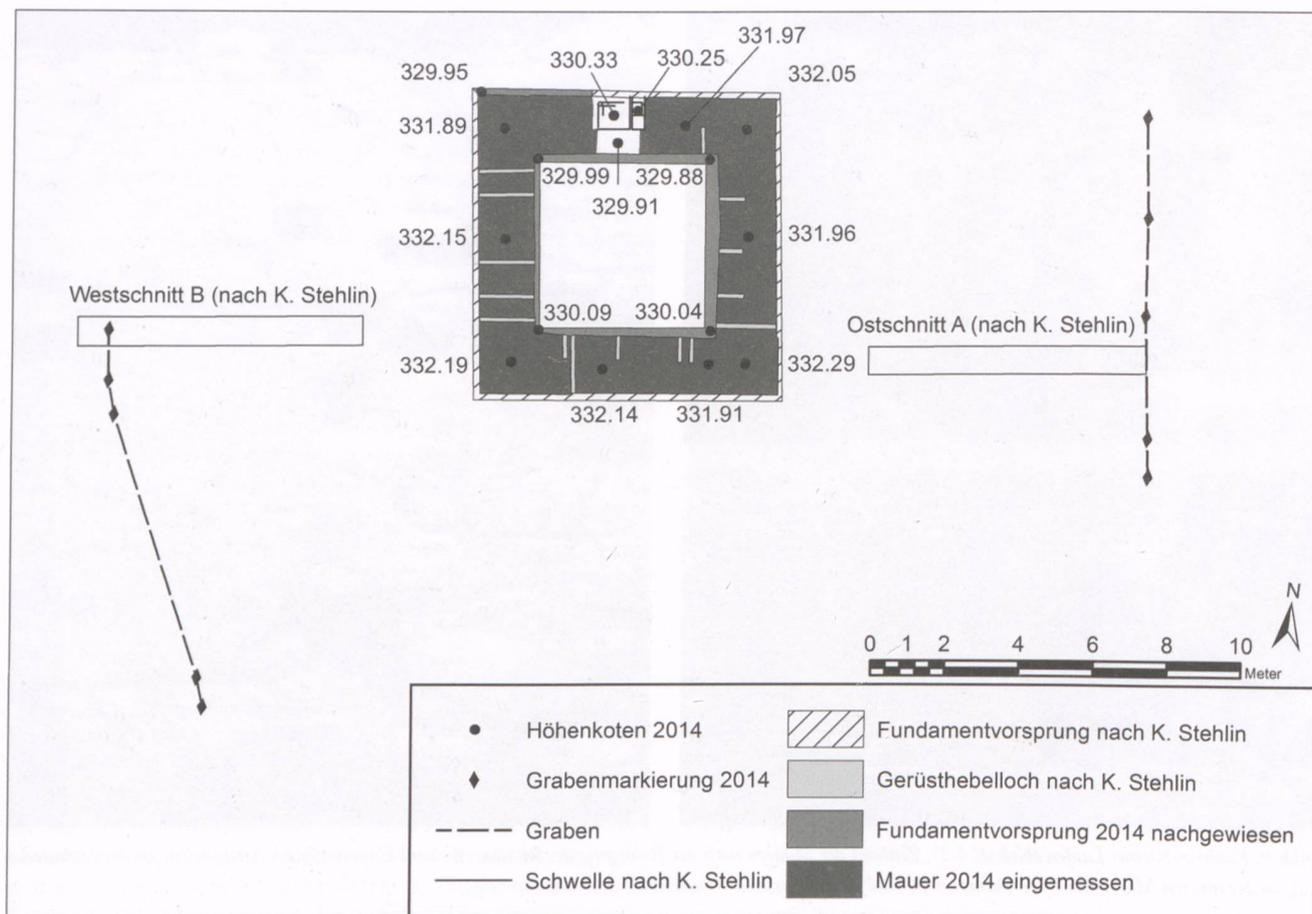 331.97
330.33 330.25
329.95 332.05
331.89
329.99 329.88
329.91
332.15 331.96
Westschnitt B (nach K. Stehlin)
330.09 330.04
Ostschnitt A (nach K. Stehlin)
332.19 332.29
332.14 331.91
N
0 1 2 4 6 8 10
Meter
Höhenkoten 2014
Grabenmarkierung 2014
Graben
Schwelle nach K. Stehlin
Fundamentvorsprung nach K. Stehlin
Gerüsthebelloch nach K. Stehlin
Fundamentvorsprung 2014 nachgewiesen
Mauer 2014 eingemessen